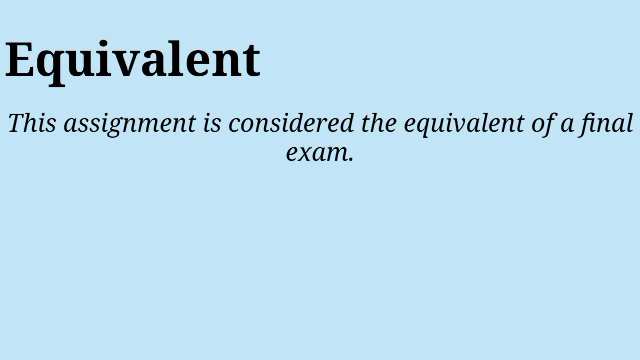 Equivalent
This assignment is considered the equivalent of a final
exam.